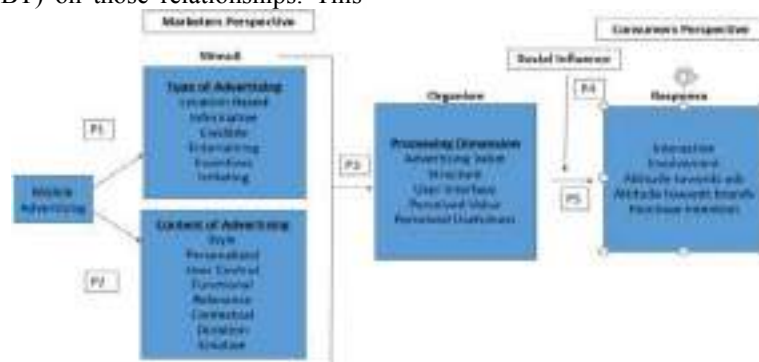 BT) on those relationships. This
Marketers Perspective
Stimuli
Type of Advertising
Location Based
Informative
Credible
Entertaining
Incentives
Irritating
P1
Mobile
Advertising
P2
Content of Advertising
Style
Personalized
User Control
Functional
Relevance
Contextual
Duration
Creative
P3
Organism
Processing Dimension
Advertising Value
Structure
User Interface
Perceived Value
Perceived Usefulness
Consumers Perspective
Social Influence
P4
P5
Response
Interactive
Involvement
Attitude towards ads
Attitude towards brands
Purchase Intention